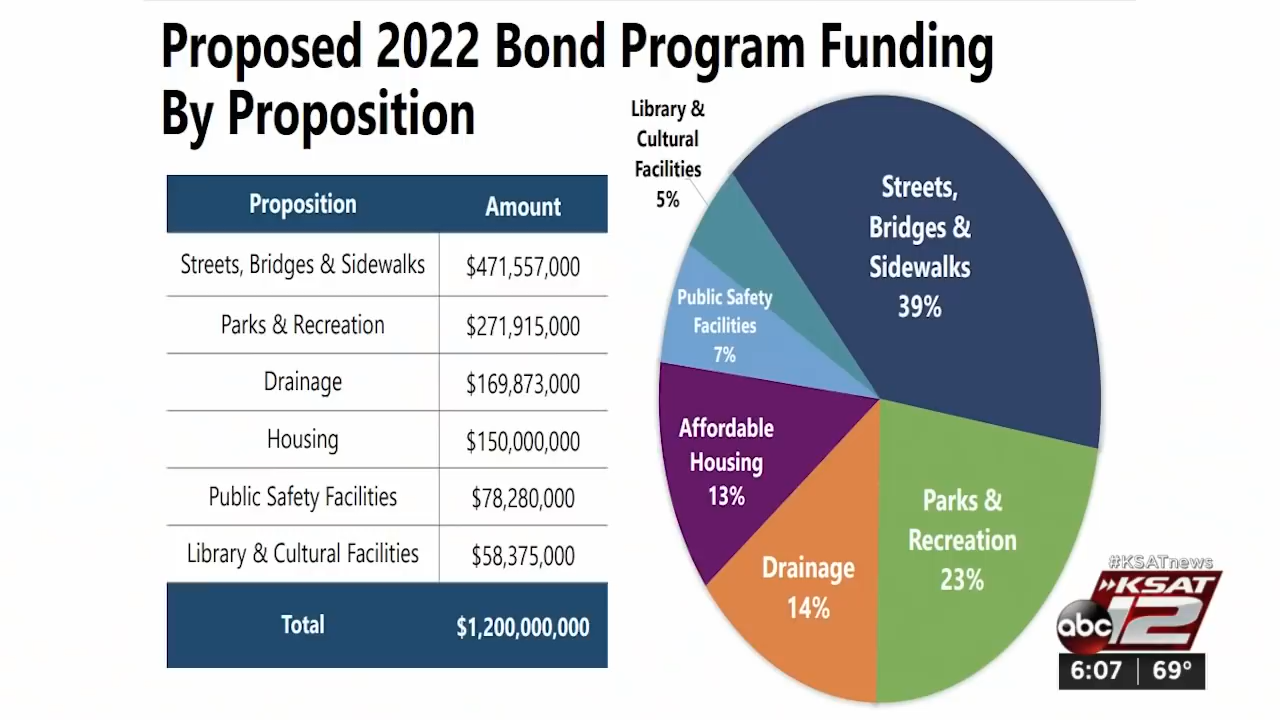 Proposed 2022 Bond Program Funding
By Proposition
Proposition Amount
Streets, Bridges & Sidewalks $471,557,000
Parks & Recreation $271,915,000
Drainage $169,873,000
Housing $150,000,000
Public Safety Facilities $78,280,000
Library & Cultural Facilities $58,375,000
Total $1,200,000,000
Library &
Cultural
Facilities
5%
Streets,
Bridges &
Sidewalks
39%
Public Safety
Facilities
7%
Affordable
Housing
13%
Drainage
14%
Parks &
Recreation
23%
#KSATnews
KSAT
abc 12
6:07 69°